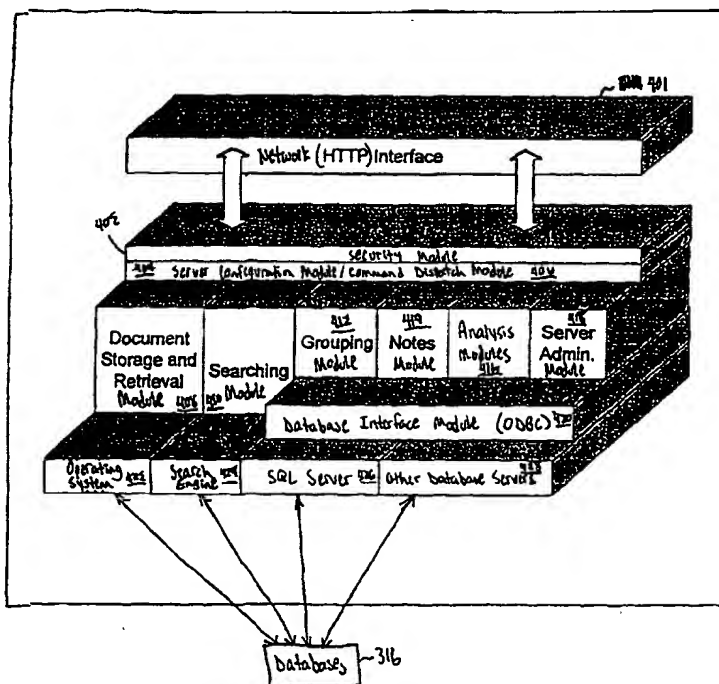 401
Network (HTTP) Interface
402
Security Module
Server Configuration Module/Command Dispatch Module
Document
Storage and
Retrieval
Module
Searching
Module
Grouping
Module
Notes
Module
Analysis
Modules
Server
Admin.
Module
Database Interface Module (ODBC)
Operating
System
Search
Engine
SQL Server
Other Database Servers
Databases
316